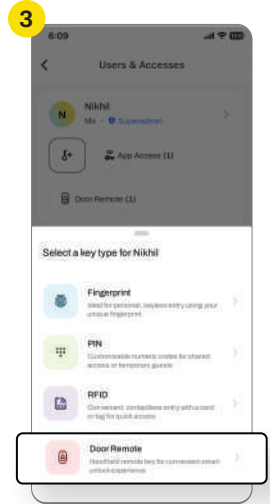 3
6:09
Users & Accesses
N
Nikhil
Me
Superadmin
App Access (1)
Door Remote (1)
Select a key type for Nikhil
Fingerprint
Ideal for personal, keyless entry using your
unique fingerprint
PIN
Customisable numeric codes for shared
access or temporary guests
RFID
Convenient, contactless entry with a card
or tag for quick access
Door Remote
Handheld remote key for convenient smart
unlock experience